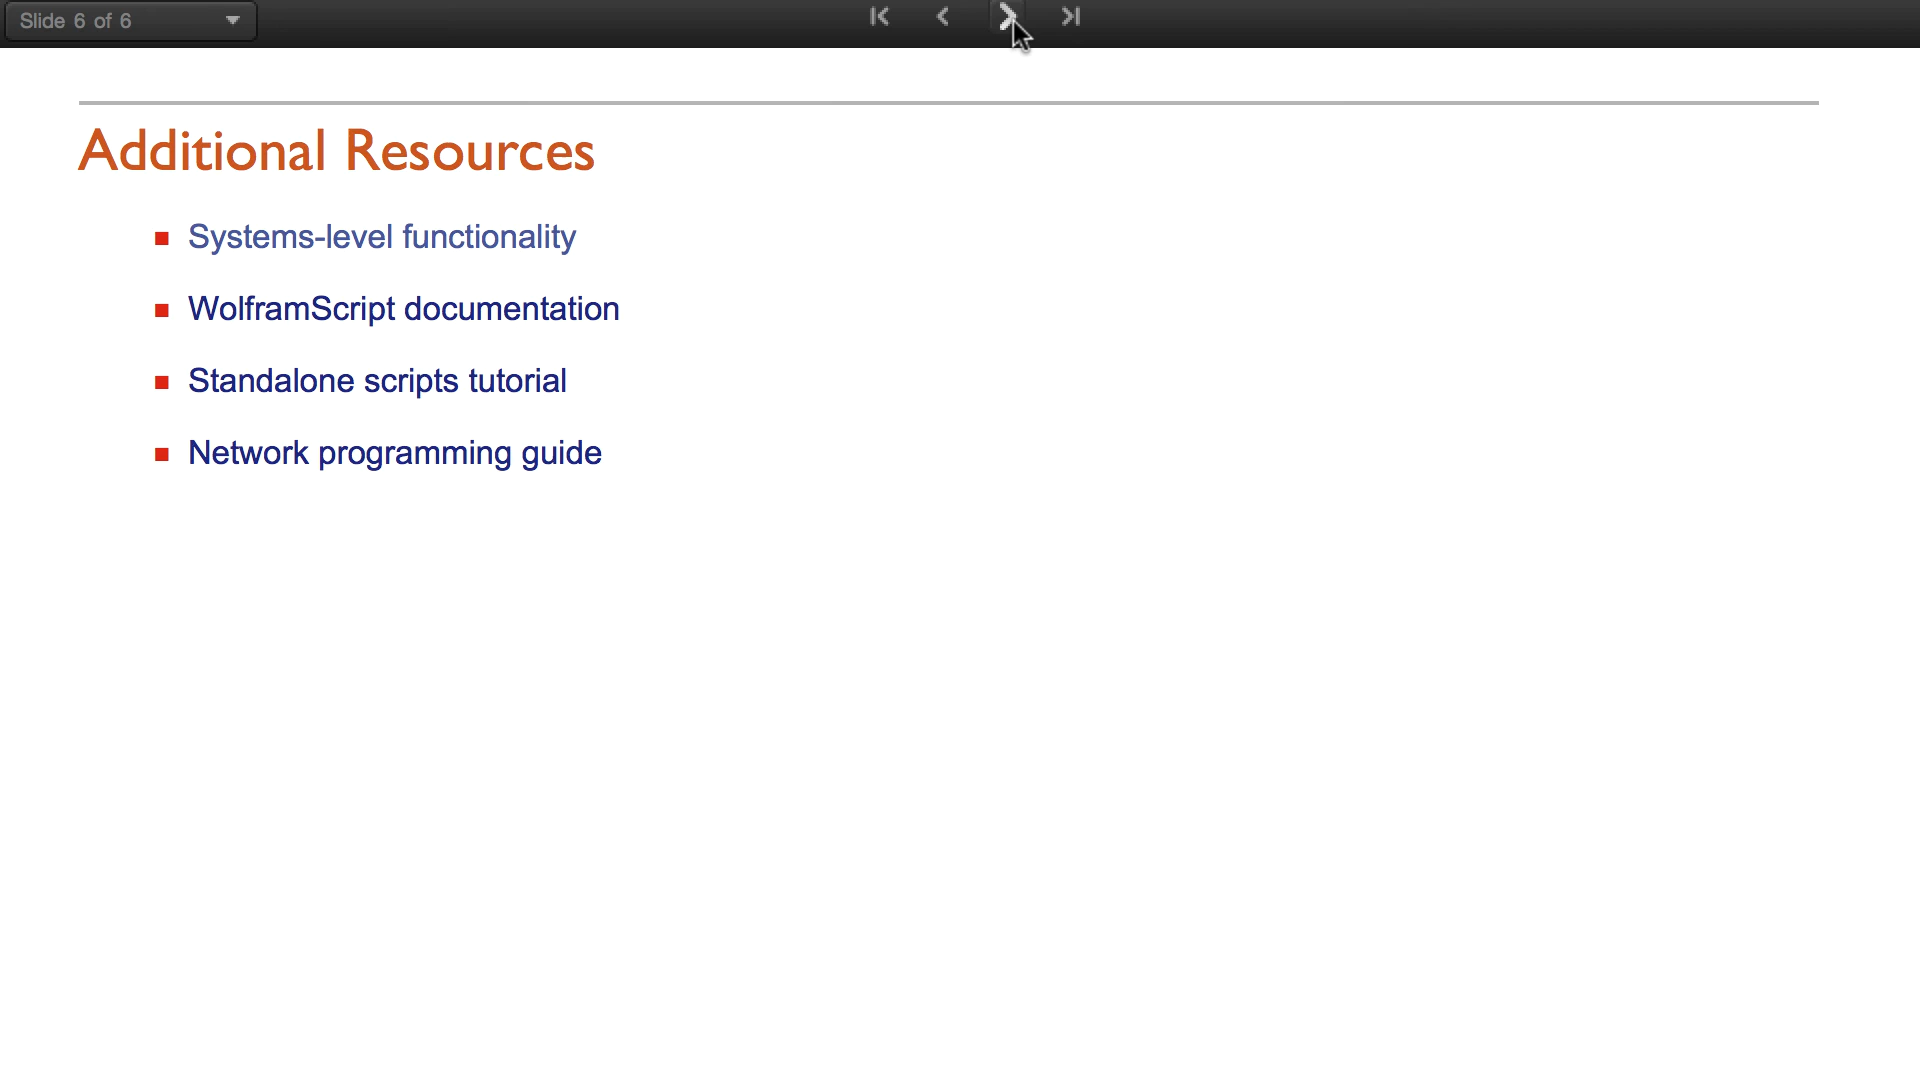 Slide 6 of 6
Additional Resources
Systems-level functionality
WolframScript documentation
Standalone scripts tutorial
Network programming guide